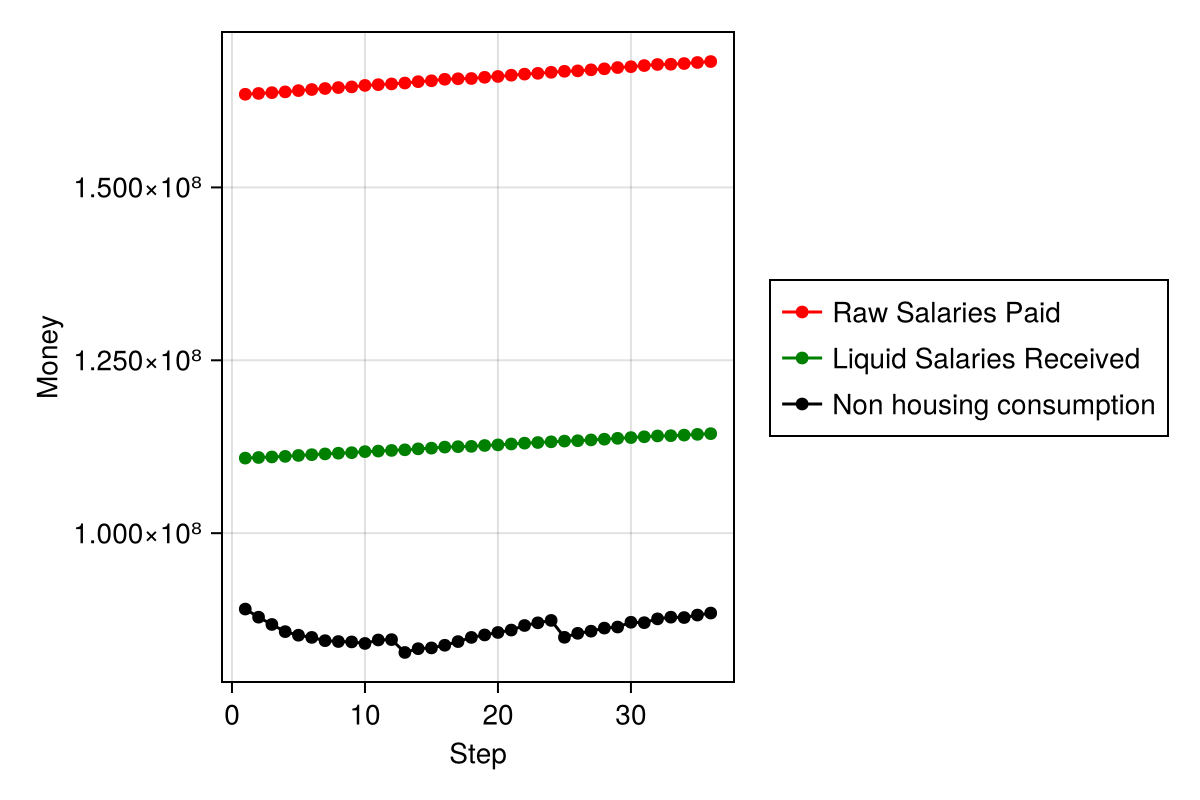 1.500×10⁸
1.250×10⁸
1.000×10⁸
Money
0 10 20 30
Step
Raw Salaries Paid
Liquid Salaries Received
Non housing consumption